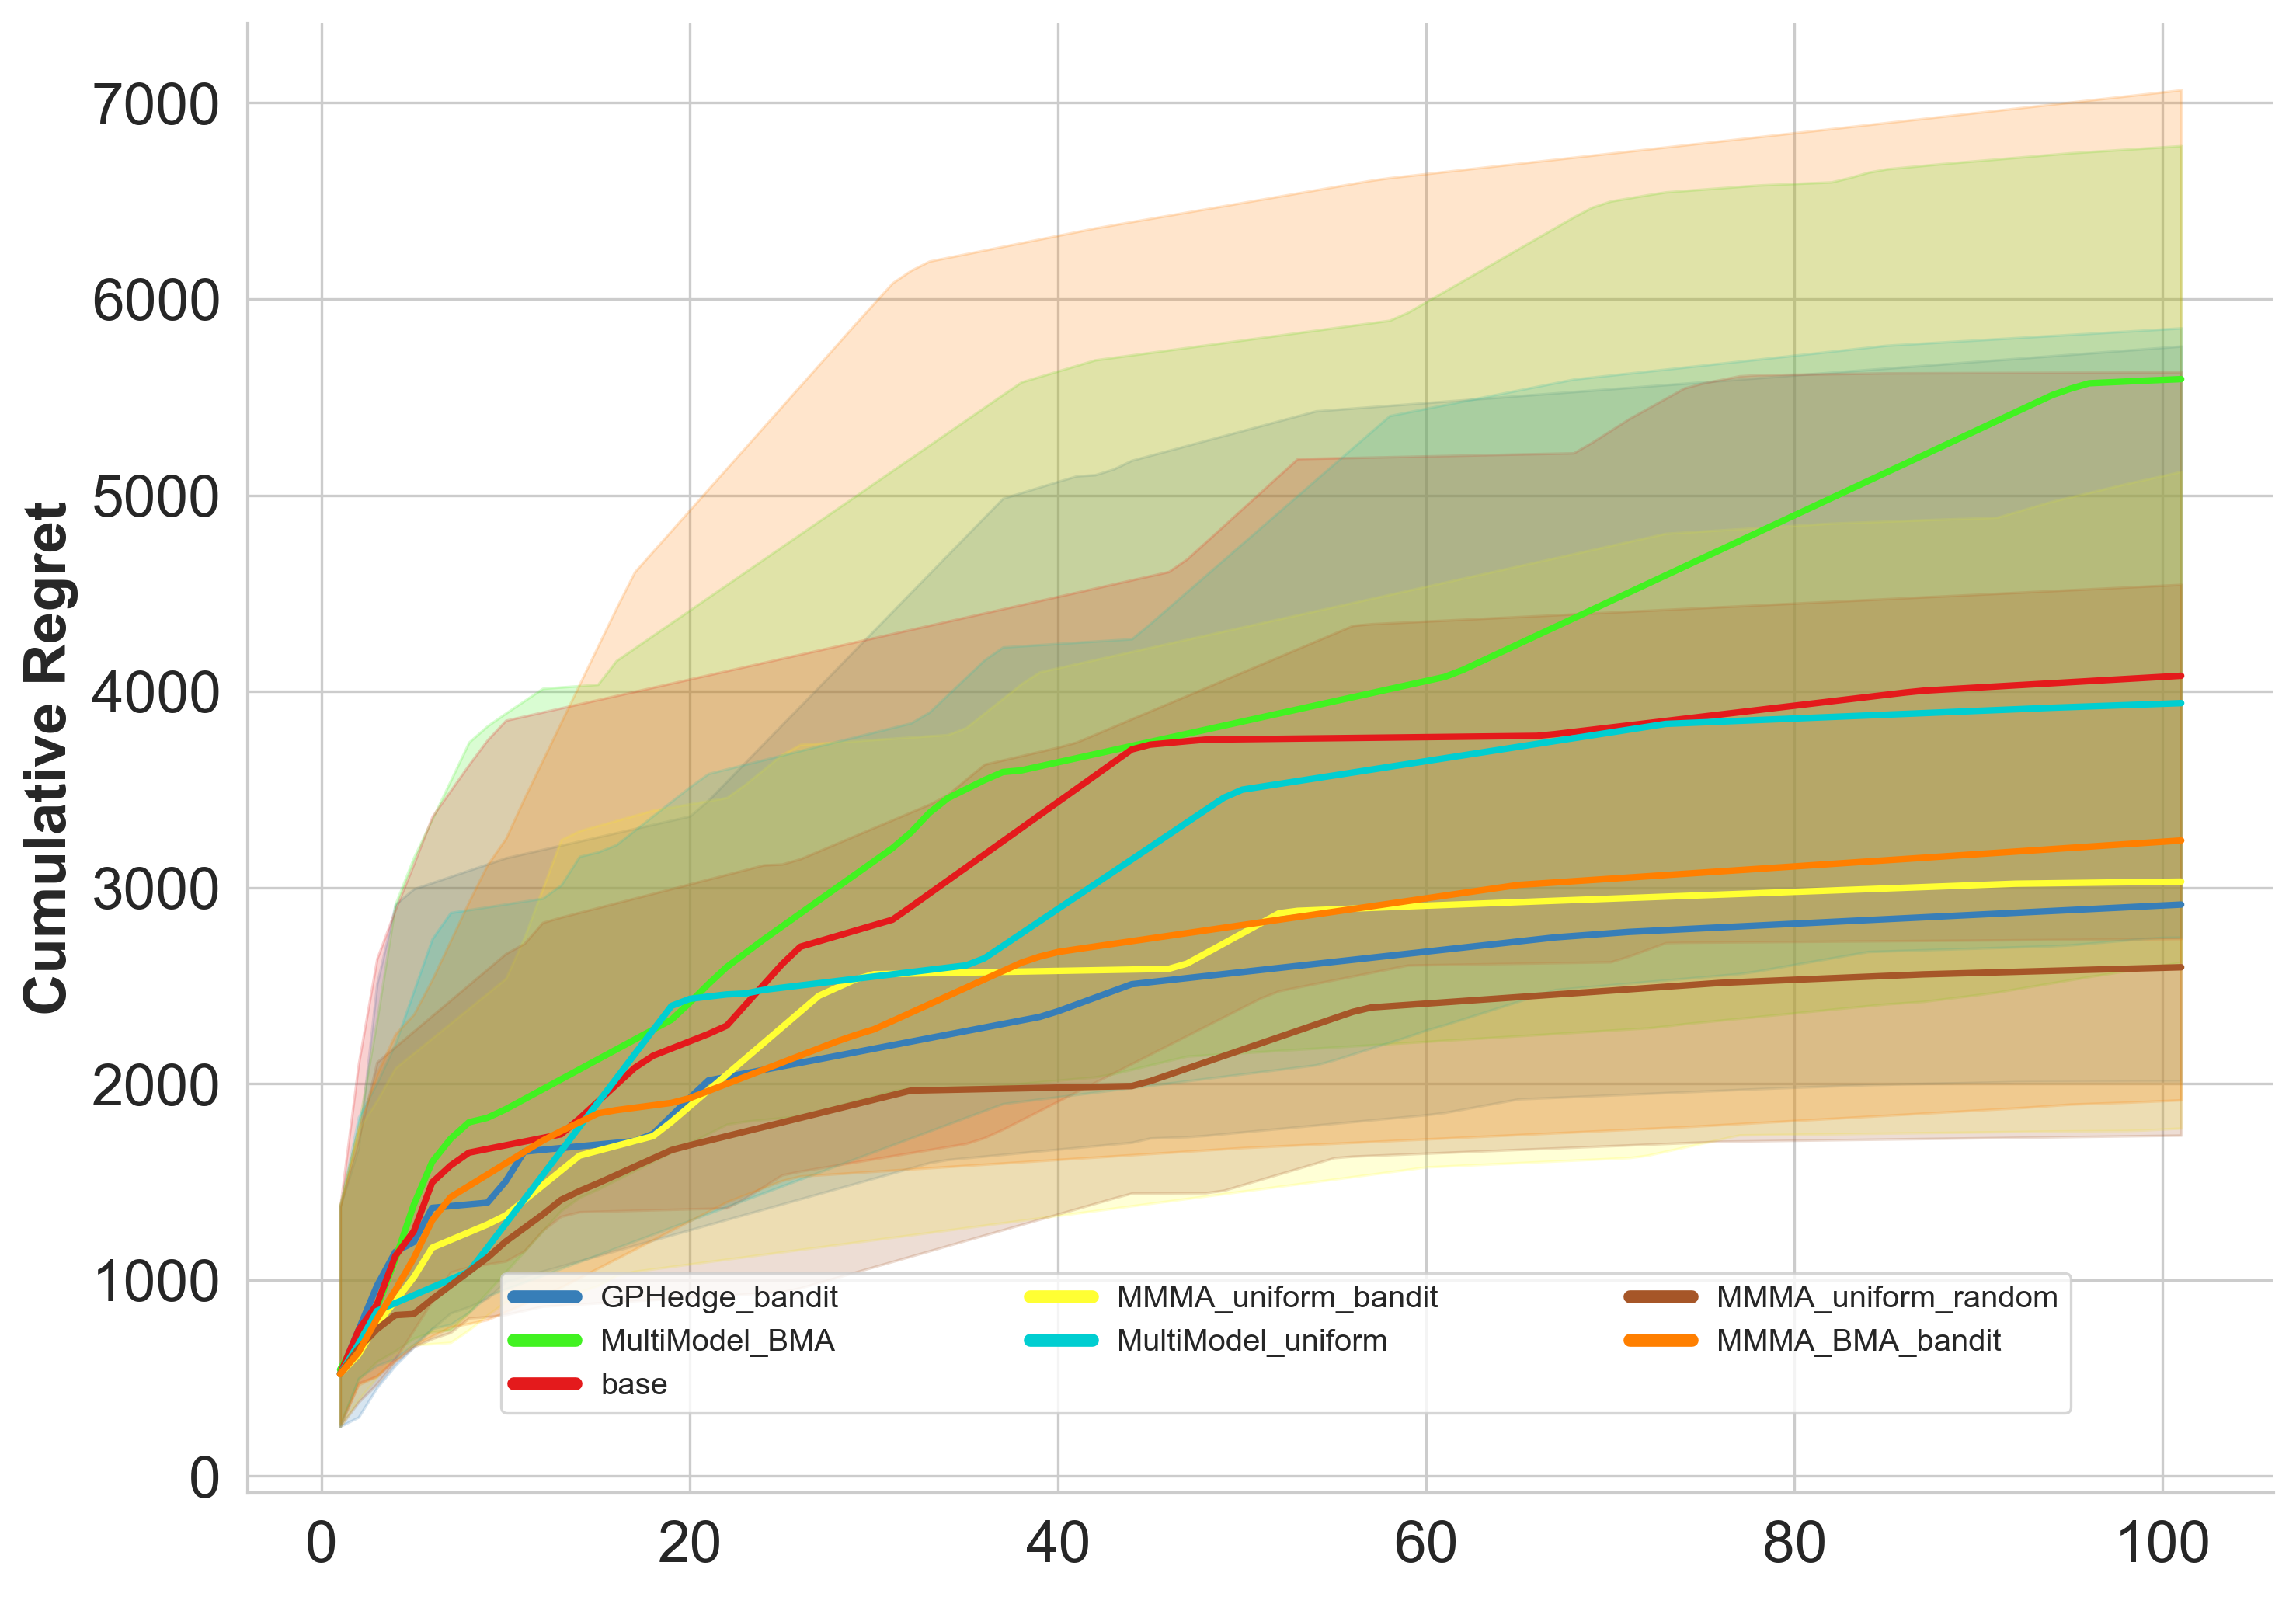 Cumulative Regret
7000
6000
5000
4000
3000
2000
1000
0
GPHedge_bandit
MultiModel_BMA
base
MMMA_uniform_bandit
MultiModel_uniform
MMMA_uniform_random
MMMA_BMA_bandit
0 20 40 60 80 100